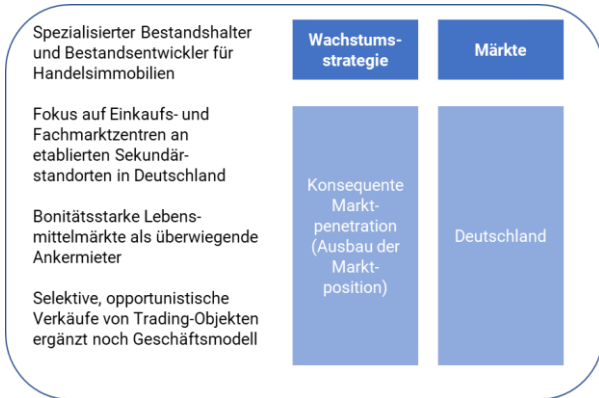 Spezialisierter Bestandshalter
und Bestandsentwickler für
Handelsimmobilien
Fokus auf Einkaufs- und
Fachmarktzentren an
etablierten Sekundär-
standorten in Deutschland
Bonitätsstarke Lebens-
mittelmärkte als überwiegende
Ankermieter
Selektive, opportunistische
Verkäufe von Trading-Objekten
ergänzt noch Geschäftsmodell
Wachstums-
strategie
Konsequente
Markt-
penetration
(Ausbau der
Markt-
position)
Märkte
Deutschland